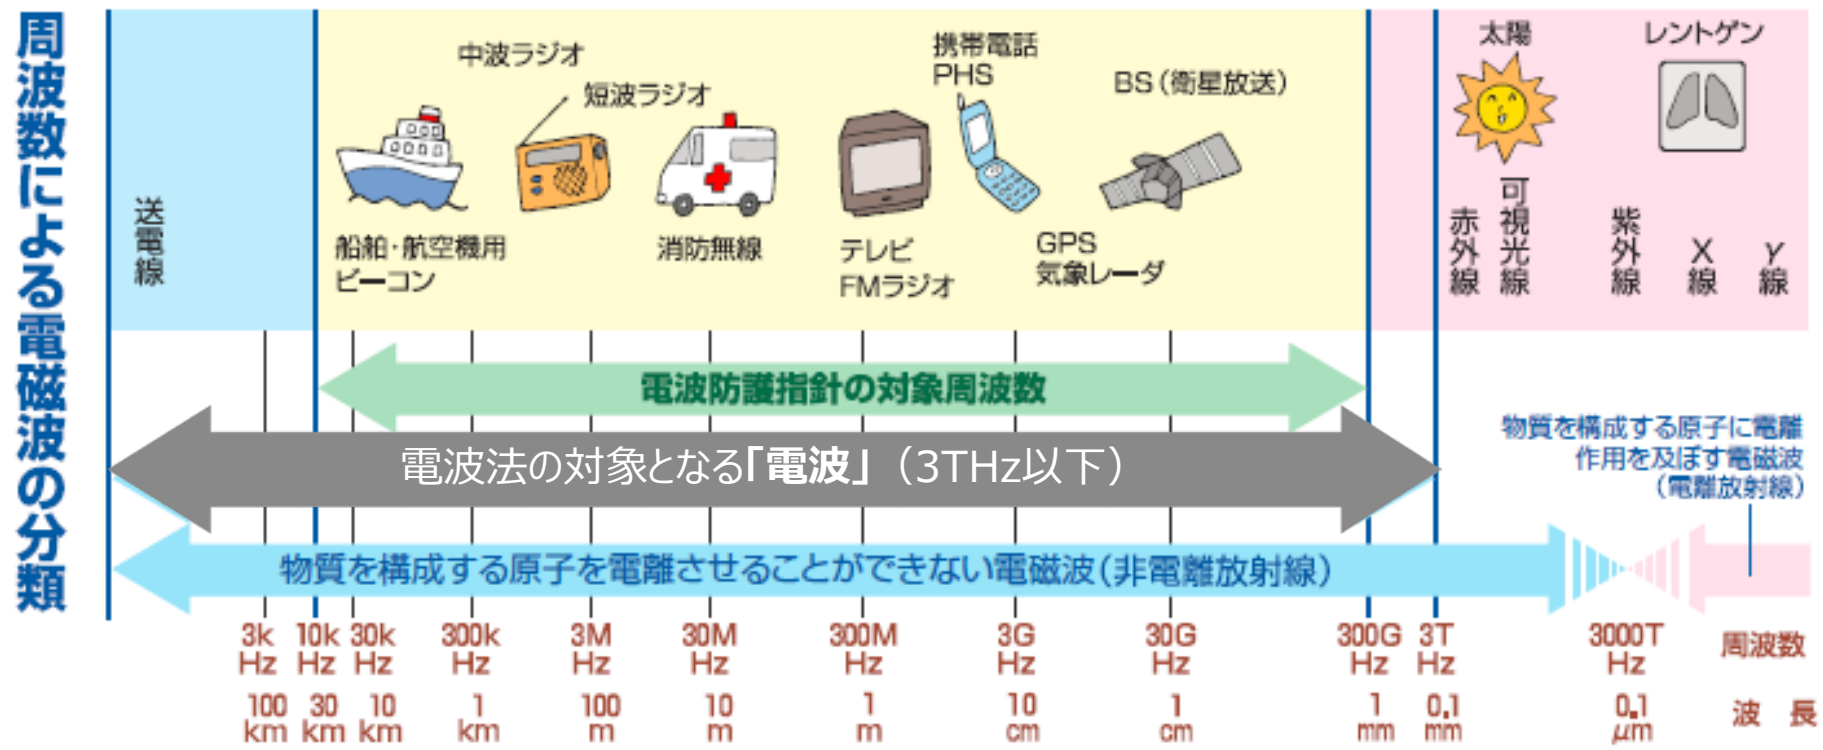 周波数による電磁波の分類
送電線
中波ラジオ
短波ラジオ
船舶・航空機用
ビーコン
消防無線
テレビ
FMラジオ
携帯電話
PHS
BS（衛星放送）
GPS
気象レーダ
太陽
レントゲン
赤外線
可視光線
紫外線
X線
γ線
電波防護指針の対象周波数
電波法の対象となる「電波」（3THz以下）
物質を構成する原子に電離
作用を及ぼす電磁波
（電離放射線）
物質を構成する原子を電離させることができない電磁波（非電離放射線）
3k 10k 30k 300k 3M 30M 300M 3G 30G 300G 3T 3000T 周波数
Hz Hz Hz Hz Hz Hz Hz Hz Hz Hz Hz Hz
100 30 10 1 100 10 1 10 1 1 0.1 0.1 波長
km km km km m m m cm cm mm mm μm